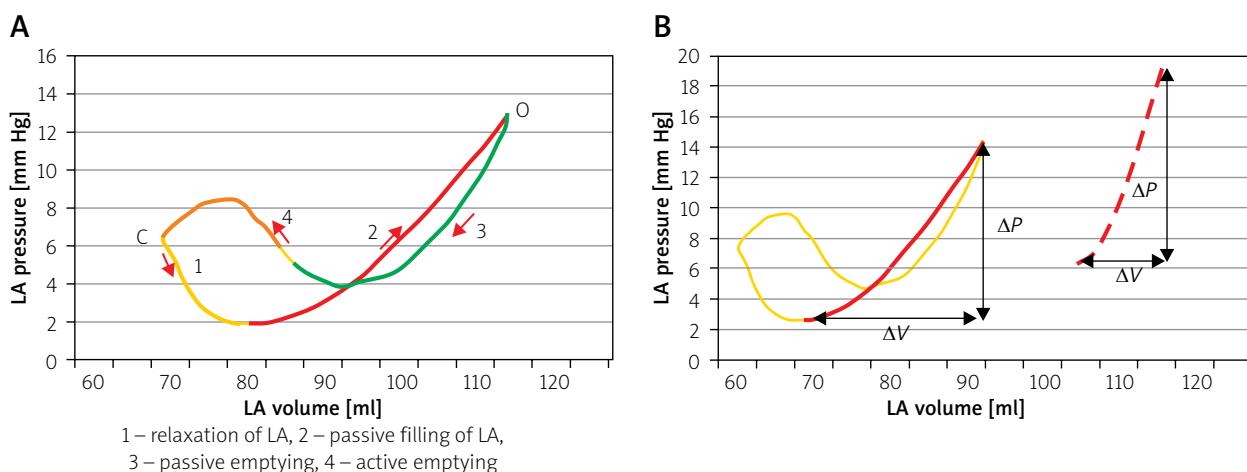 A
LA pressure [mm Hg]
16
14
12
10
8
6
4
2
0
O
C
1
2
3
4
60 70 80 90 100 110 120
LA volume [ml]
1 – relaxation of LA, 2 – passive filling of LA,
3 – passive emptying, 4 – active emptying
B
LA pressure [mm Hg]
20
18
16
14
12
10
8
6
4
2
0
ΔP
ΔV
ΔP
ΔV
60 70 80 90 100 110 120
LA volume [ml]